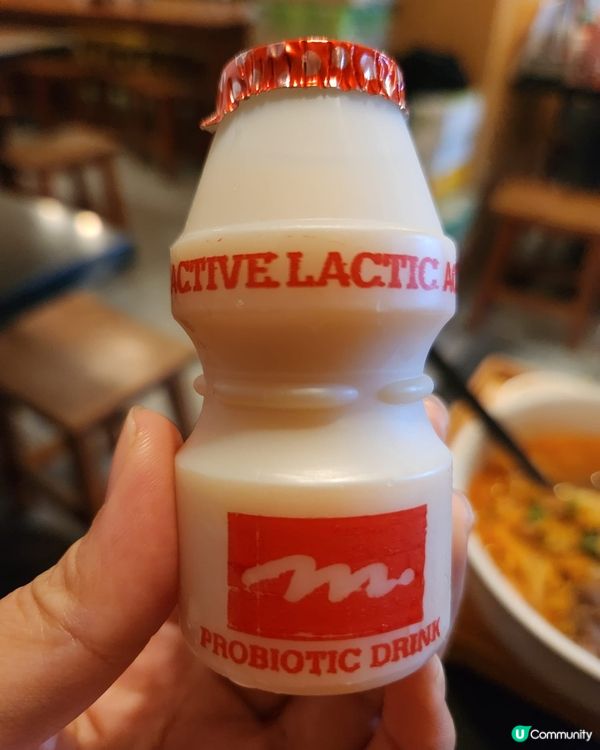 ACTIVE LACTIC
m.
PROBIOTIC DRINK
U Community